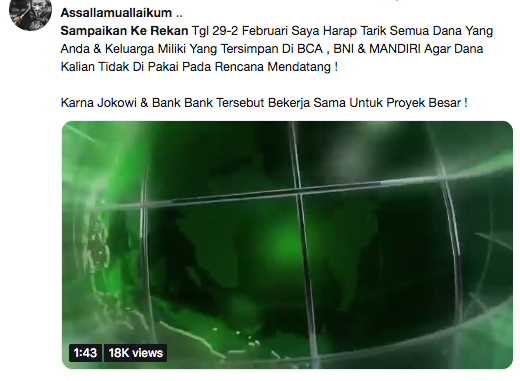 Assallamuallaikum ..
Sampaikan Ke Rekan Tgl 29-2 Februari Saya Harap Tarik Semua Dana Yang
Anda & Keluarga Miliki Yang Tersimpan Di BCA , BNI & MANDIRI Agar Dana
Kalian Tidak Di Pakai Pada Rencana Mendatang !
Karna Jokowi & Bank Bank Tersebut Bekerja Sama Untuk Proyek Besar !
1:43 18K views